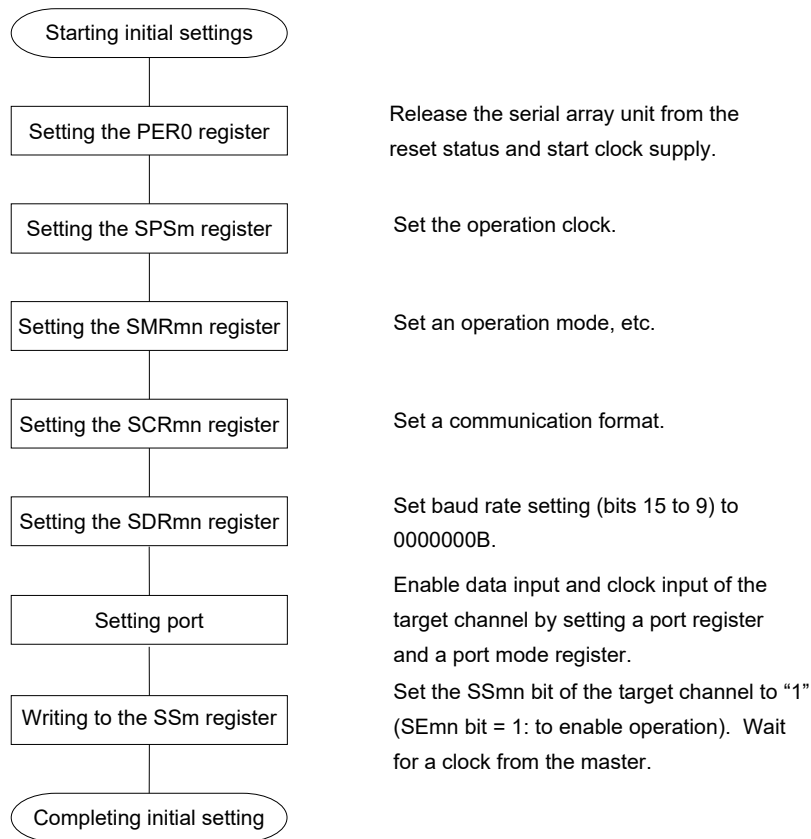 Starting initial settings
Setting the PER0 register
Release the serial array unit from the
reset status and start clock supply.
Setting the SPSm register
Set the operation clock.
Setting the SMRmn register
Set an operation mode, etc.
Setting the SCRmn register
Set a communication format.
Setting the SDRmn register
Set baud rate setting (bits 15 to 9) to
0000000B.
Setting port
Enable data input and clock input of the
target channel by setting a port register
and a port mode register.
Writing to the SSm register
Set the SSmn bit of the target channel to “1”
(SEmn bit = 1: to enable operation). Wait
for a clock from the master.
Completing initial setting